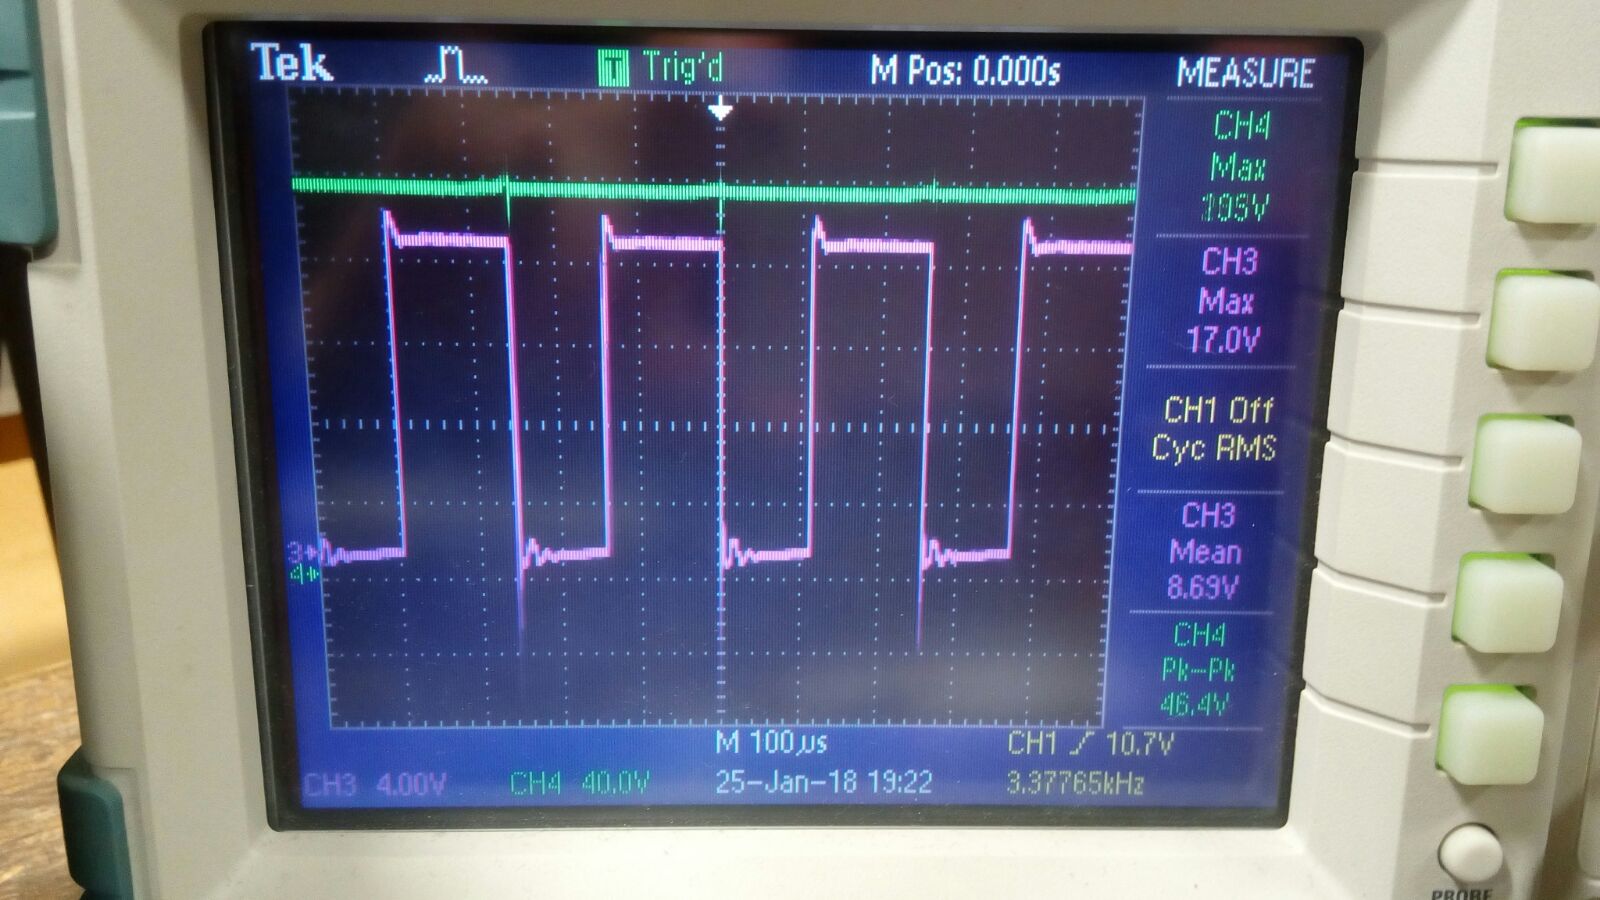 Tek Trig'd M Pos: 0.000s MEASURE
CH4
Max
CH3
Max
17.0V
CH1 Off
Cyc RMS
CH3
Mean
8.69V
CH4
Pk-Pk
46.4V
3
4
M 100µs CH1 10.7V
CH3 4.00V CH4 40.0V 25-Jan-18 19:22 3.37765kHz
PROBE